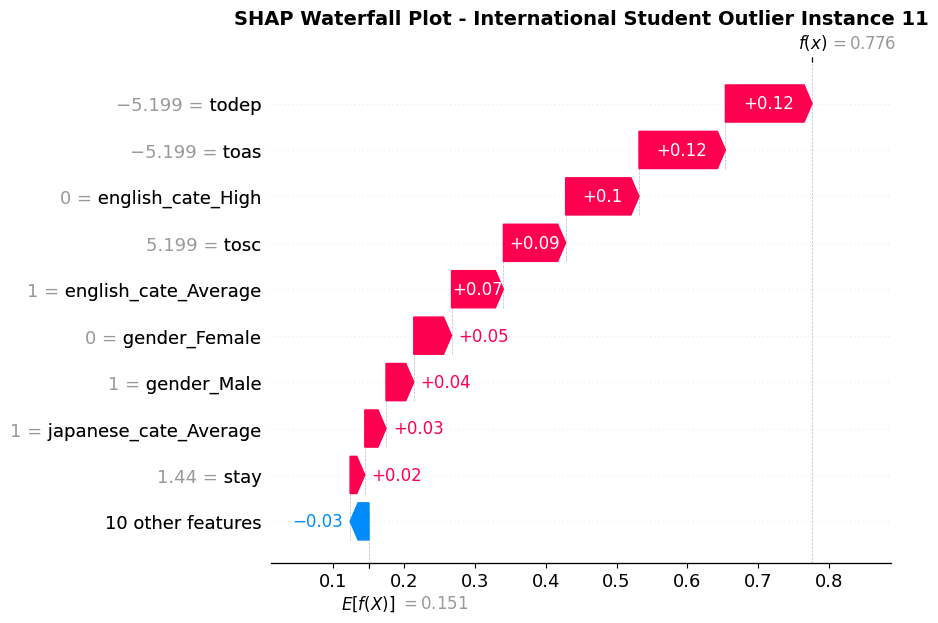 SHAP Waterfall Plot - International Student Outlier Instance 11
f(x) = 0.776
−5.199 = todep
+0.12
−5.199 = toas
+0.12
0 = english_cate_High
+0.1
5.199 = tosc
+0.09
1 = english_cate_Average
+0.07
0 = gender_Female
+0.05
1 = gender_Male
+0.04
1 = japanese_cate_Average
+0.03
1.44 = stay
+0.02
10 other features
−0.03
0.1 0.2 0.3 0.4 0.5 0.6 0.7 0.8
E[f(X)] = 0.151